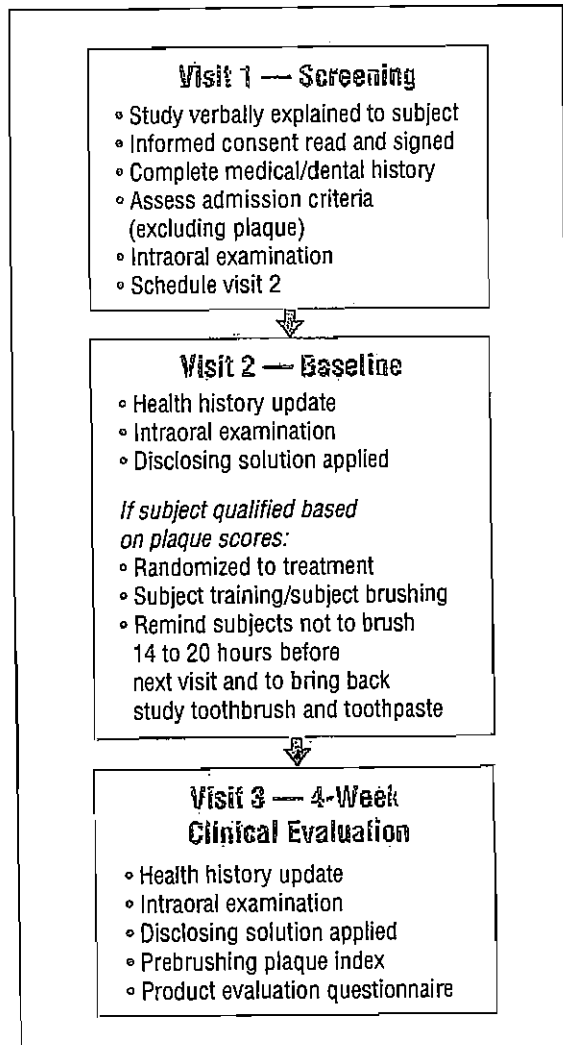 Visit 1 — Screening
• Study verbally explained to subject
• Informed consent read and signed
• Complete medical/dental history
• Assess admission criteria
(excluding plaque)
• Intraoral examination
• Schedule visit 2
Visit 2 — Baseline
• Health history update
• Intraoral examination
• Disclosing solution applied
If subject qualified based
on plaque scores:
• Randomized to treatment
• Subject training/subject brushing
• Remind subjects not to brush
14 to 20 hours before
next visit and to bring back
study toothbrush and toothpaste
Visit 3 — 4-Week
Clinical Evaluation
• Health history update
• Intraoral examination
• Disclosing solution applied
• Prebrushing plaque index
• Product evaluation questionnaire